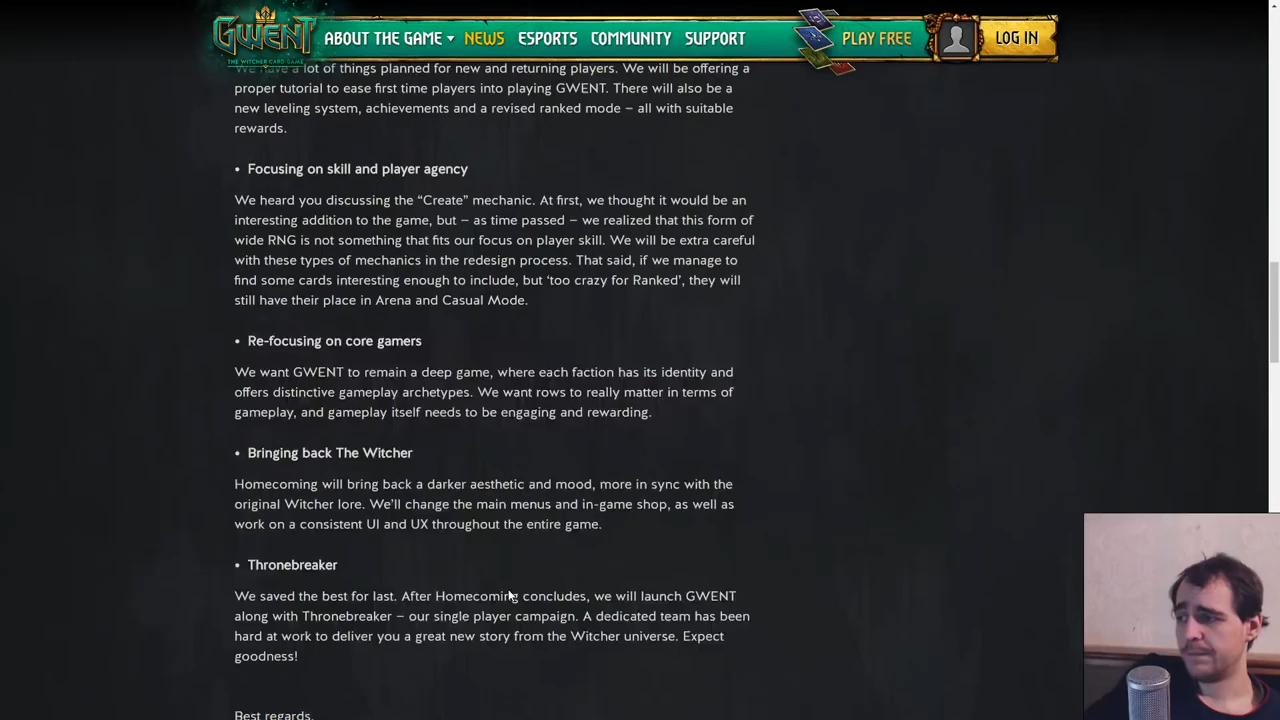 GWENT
THE WITCHER CARD GAME
ABOUT THE GAME NEWS ESPORTS COMMUNITY SUPPORT PLAY FREE LOG IN
We have a lot of things planned for new and returning players. We will be offering a
proper tutorial to ease first time players into playing GWENT. There will also be a
new leveling system, achievements and a revised ranked mode – all with suitable
rewards.
• Focusing on skill and player agency
We heard you discussing the “Create” mechanic. At first, we thought it would be an
interesting addition to the game, but – as time passed – we realized that this form of
wide RNG is not something that fits our focus on player skill. We will be extra careful
with these types of mechanics in the redesign process. That said, if we manage to
find some cards interesting enough to include, but ‘too crazy for Ranked’, they will
still have their place in Arena and Casual Mode.
• Re-focusing on core gamers
We want GWENT to remain a deep game, where each faction has its identity and
offers distinctive gameplay archetypes. We want rows to really matter in terms of
gameplay, and gameplay itself needs to be engaging and rewarding.
• Bringing back The Witcher
Homecoming will bring back a darker aesthetic and mood, more in sync with the
original Witcher lore. We’ll change the main menus and in-game shop, as well as
work on a consistent UI and UX throughout the entire game.
• Thronebreaker
We saved the best for last. After Homecoming concludes, we will launch GWENT
along with Thronebreaker – our single player campaign. A dedicated team has been
hard at work to deliver you a great new story from the Witcher universe. Expect
goodness!
Best regards,